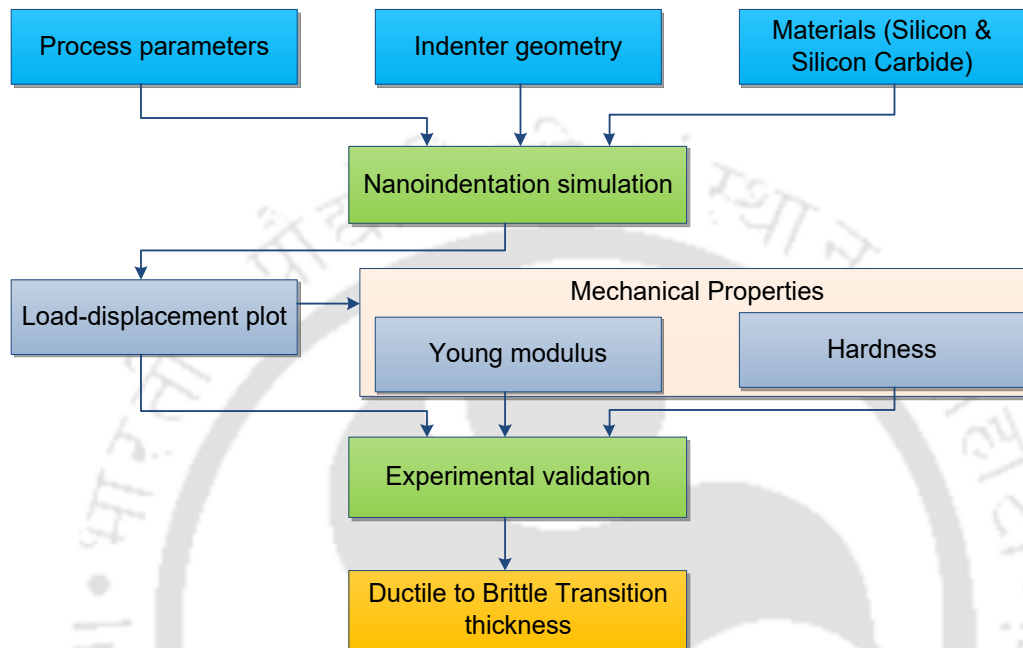 Process parameters
Indenter geometry
Materials (Silicon &
Silicon Carbide)
Nanoindentation simulation
Load-displacement plot
Mechanical Properties
Young modulus
Hardness
Experimental validation
Ductile to Brittle Transition
thickness